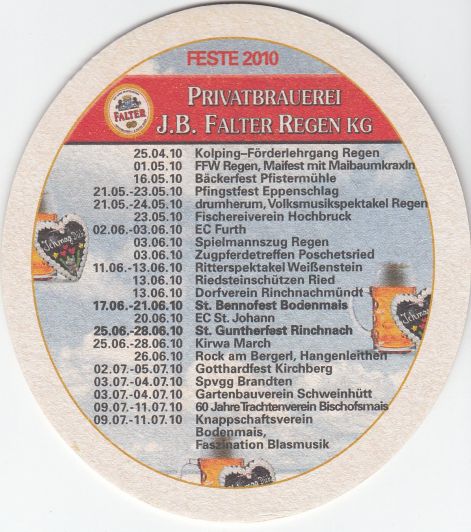 FESTE 2010
FALTER
PRIVATBRAUEREI
J.B. FALTER REGEN KG
25.04.10 Kolping-Förderlehrgang Regen
01.05.10 FFW Regen, Maifest mit Maibaumkraxln
16.05.10 Bäckerfest Pfistermühle
21.05.-23.05.10 Pfingstfest Eppenschlag
21.05.-24.05.10 drumherum, Volksmusikspektakel Regen
23.05.10 Fischereiverein Hochbruck
02.06.-03.06.10 EC Furth
03.06.10 Spielmannszug Regen
03.06.10 Zugpferdetreffen Poschetsried
11.06.-13.06.10 Ritterspektakel Weißenstein
13.06.10 Riedsteinschützen Ried
13.06.10 Dorfverein Rinchnachmündt
17.06.-21.06.10 St. Bennofest Bodenmais
20.06.10 EC St. Johann
25.06.-28.06.10 St. Guntherfest Rinchnach
25.06.-28.06.10 Kirwa March
26.06.10 Rock am Bergerl, Hangenleithen
02.07.-05.07.10 Gotthardfest Kirchberg
03.07.-04.07.10 Spvgg Brandten
03.07.-04.07.10 Gartenbauverein Schweinhütt
09.07.-11.07.10 60 Jahre Trachtenverein Bischofsmais
09.07.-11.07.10 Knappschaftsverein
Bodenmais,
Faszination Blasmusik
I chmag Di